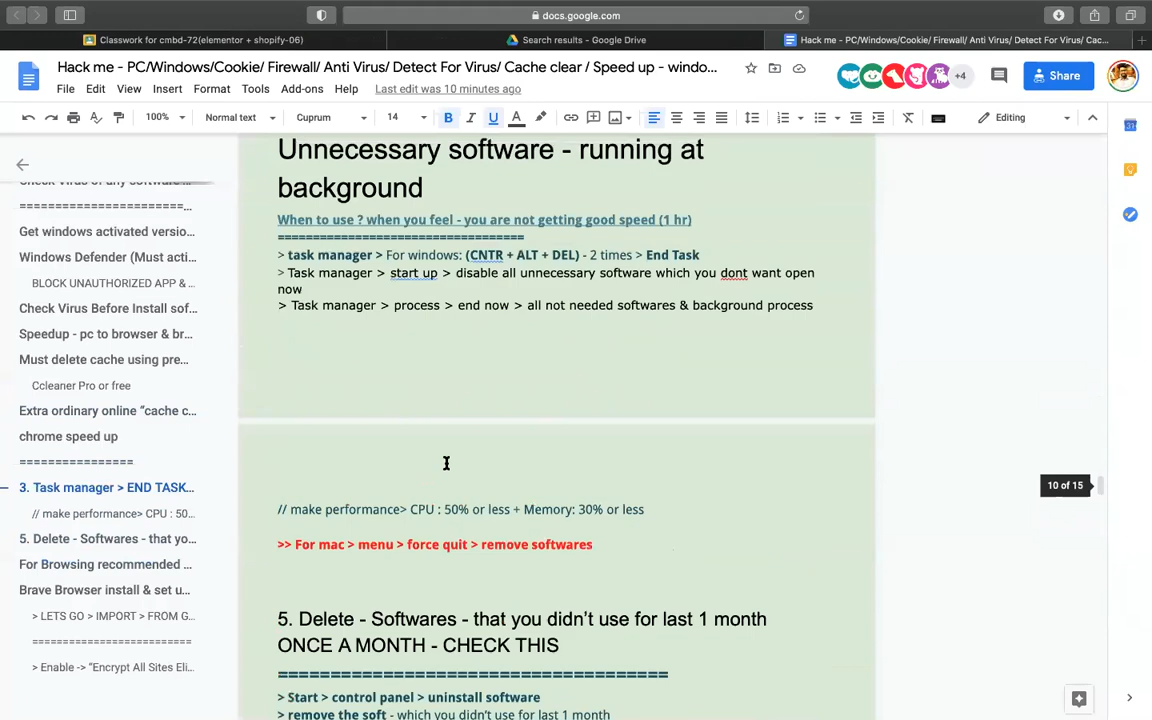 docs.google.com
Classwork for cmbd-72(elementor + shopify-06)
Search results - Google Drive
Hack me - PC/Windows/Cookie/ Firewall/ Anti Virus/ Detect For Virus/ Cac...
Hack me - PC/Windows/Cookie/ Firewall/ Anti Virus/ Detect For Virus/ Cache clear / Speed up - windo...
+4
Share
File Edit View Insert Format Tools Add-ons Help Last edit was 10 minutes ago
100% Normal text Cuprum 14 B I U A Editing
================================...
Get windows activated versio...
Windows Defender (Must acti...
BLOCK UNAUTHORIZED APP & ...
Check Virus Before Install sof...
Speedup - pc to browser & br...
Must delete cache using pre...
Ccleaner Pro or free
Extra ordinary online “cache c...
chrome speed up
================
3. Task manager > END TASK...
// make performance> CPU : 50...
5. Delete - Softwares - that yo...
For Browsing recommended ...
Brave Browser install & set u...
> LETS GO > IMPORT > FROM G...
==========================
> Enable -> “Encrypt All Sites Eli...
Unnecessary software - running at
background
When to use ? when you feel - you are not getting good speed (1 hr)
===================================
> task manager > For windows: (CNTR + ALT + DEL) - 2 times > End Task
> Task manager > start up > disable all unnecessary software which you dont want open
now
> Task manager > process > end now > all not needed softwares & background process
// make performance> CPU : 50% or less + Memory: 30% or less
>> For mac > menu > force quit > remove softwares
10 of 15
5. Delete - Softwares - that you didn’t use for last 1 month
ONCE A MONTH - CHECK THIS
=======================================
> Start > control panel > uninstall software
> remove the soft - which you didn’t use for last 1 month
31